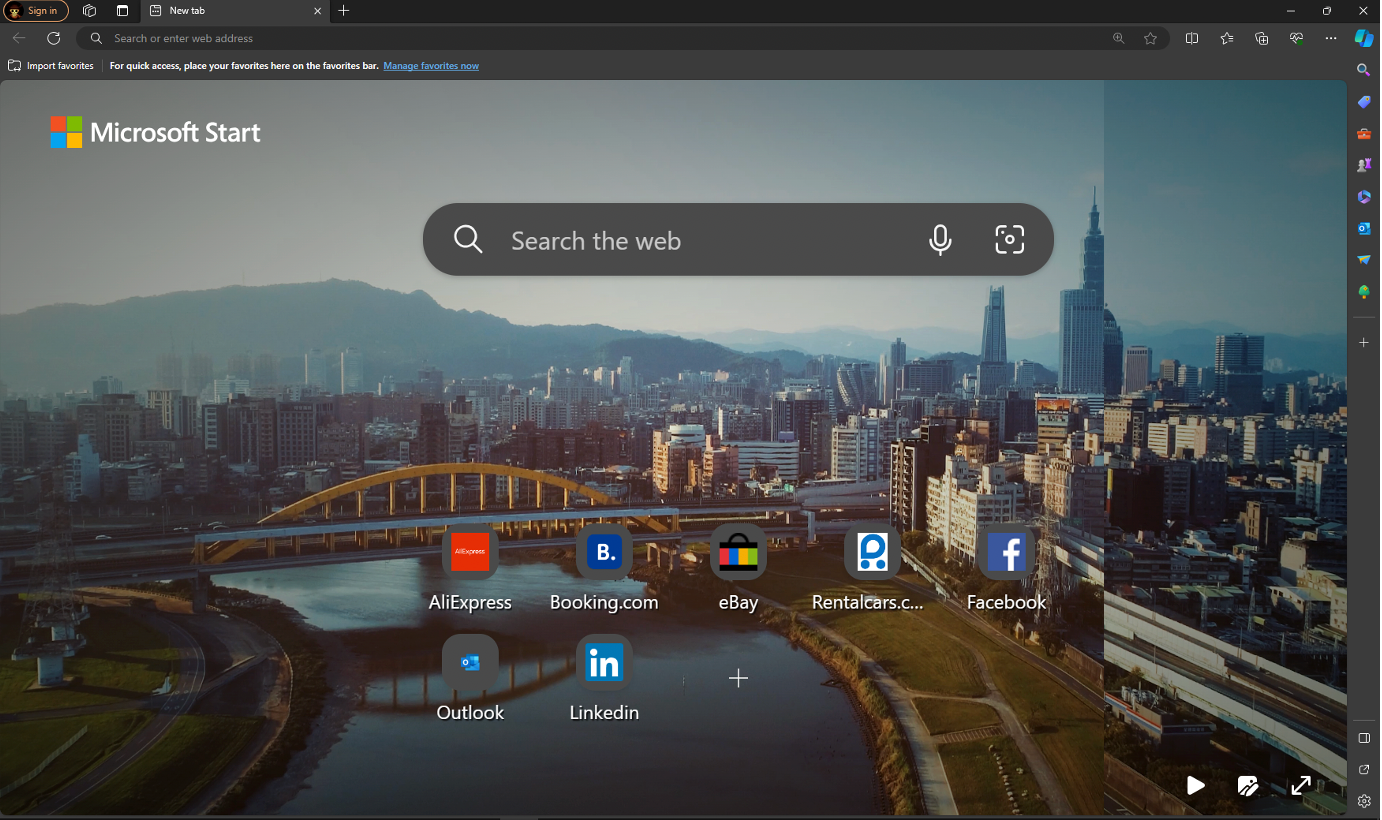 Sign in
New tab
Search or enter web address
Import favorites
For quick access, place your favorites here on the favorites bar. Manage favorites now
Microsoft Start
Search the web
AliExpress
B.
AliExpress
Booking.com
eBay
Rentalcars.c...
Facebook
in
Outlook
Linkedin